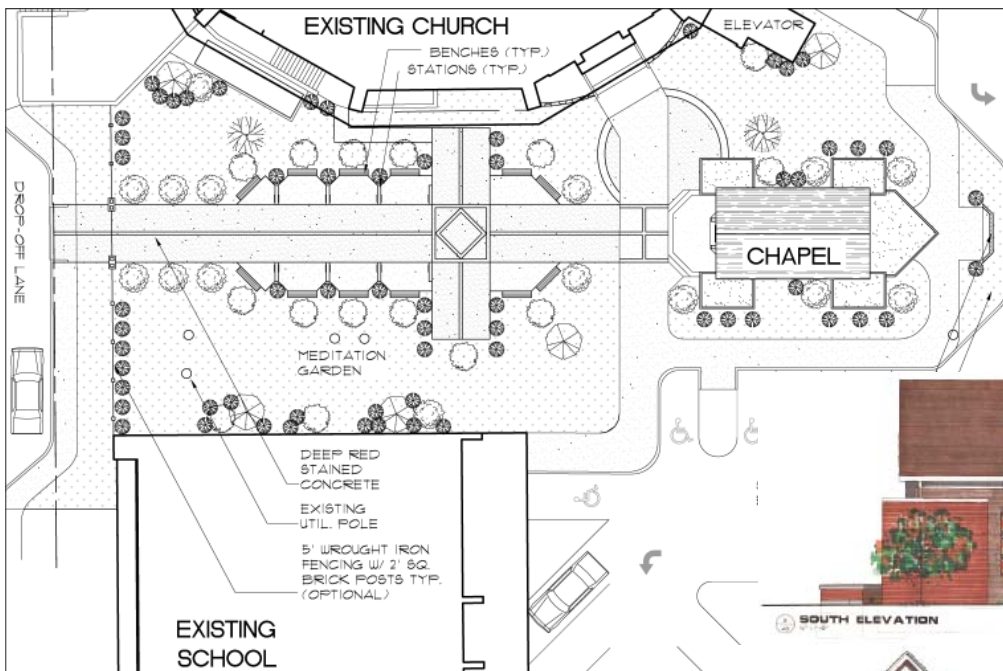 EXISTING CHURCH
ELEVATOR
BENCHES (TYP.)
STATIONS (TYP.)
DROP-OFF LANE
CHAPEL
MEDITATION
GARDEN
DEEP RED
STAINED
CONCRETE
EXISTING
UTIL. POLE
5' WROUGHT IRON
FENCING W/ 2' SQ.
BRICK POSTS TYP.
(OPTIONAL)
EXISTING
SCHOOL
SOUTH ELEVATION